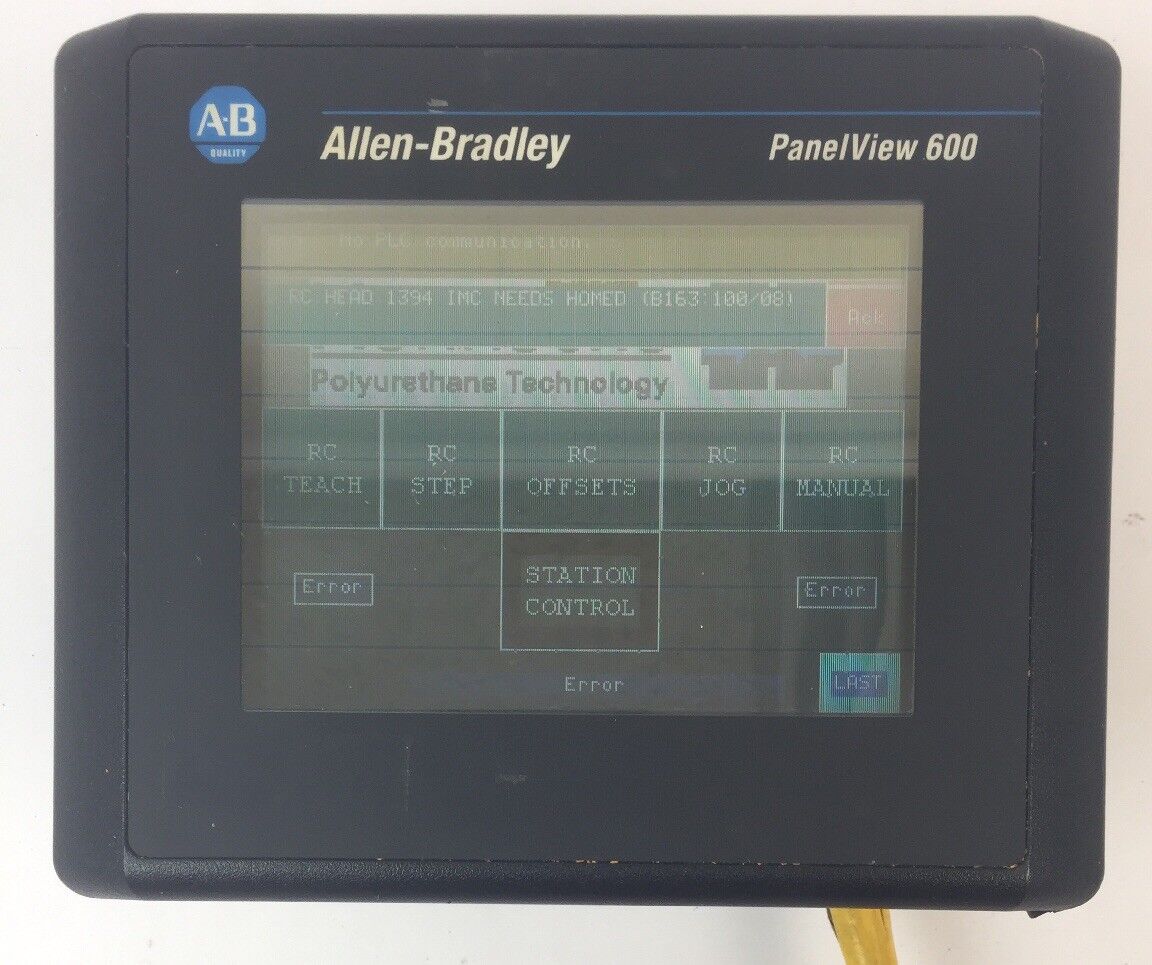 A·B
QUALITY
Allen-Bradley
PanelView 600
No PLC communication.
RC HEAD 1394 INC NEEDS HOMED (B163:100/08)
Ack
Polyurethane Technology
RC TEACH
RC STEP
RC OFFSETS
RC JOG
RC MANUAL
Error
STATION
CONTROL
Error
Error
LAST